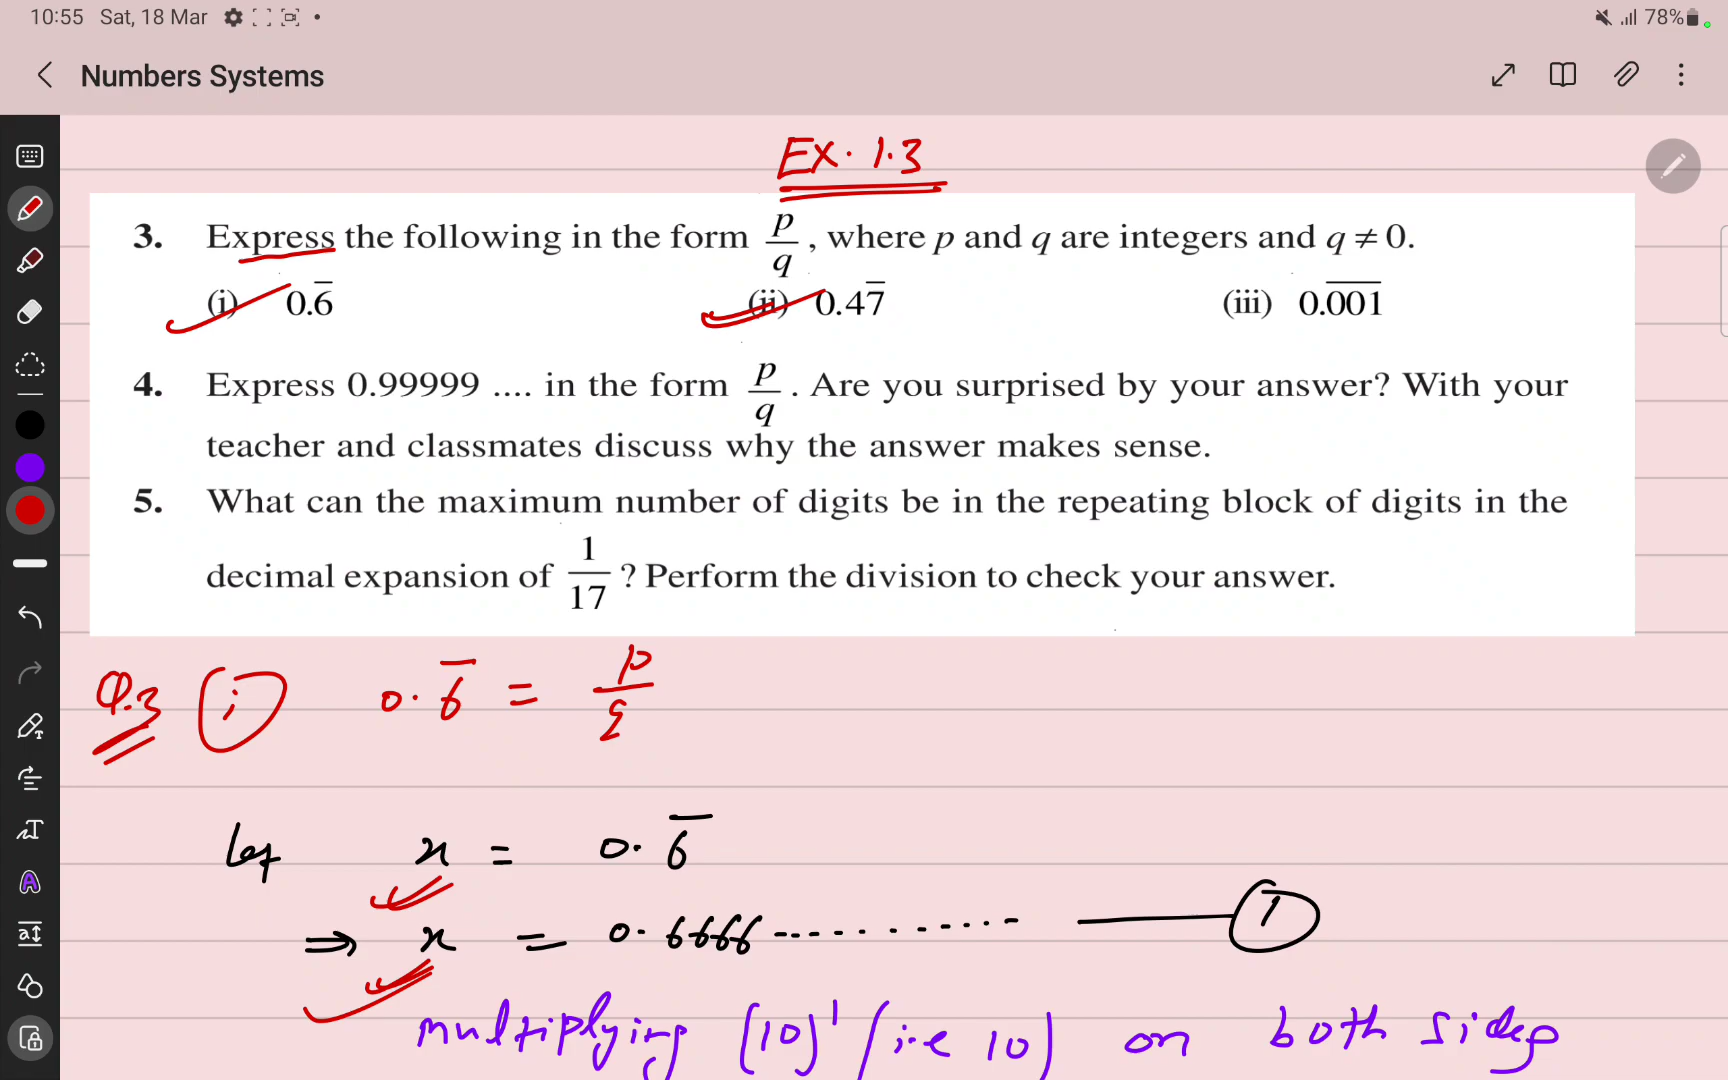 10:55 Sat, 18 Mar
78%
Numbers Systems
EX. 1.3
3. Express the following in the form p/q, where p and q are integers and q ≠ 0.
(i) 0.6̅ (ii) 0.47̅ (iii) 0.0̅0̅1̅
4. Express 0.99999 .... in the form p/q. Are you surprised by your answer? With your
teacher and classmates discuss why the answer makes sense.
5. What can the maximum number of digits be in the repeating block of digits in the
decimal expansion of 1/17? Perform the division to check your answer.
Q.3 (i) 0.6̅ = p/q
let x = 0.6̅
⇒ x = 0.6666............ —— ①
multiplying (10)¹ (i.e 10) on both sides